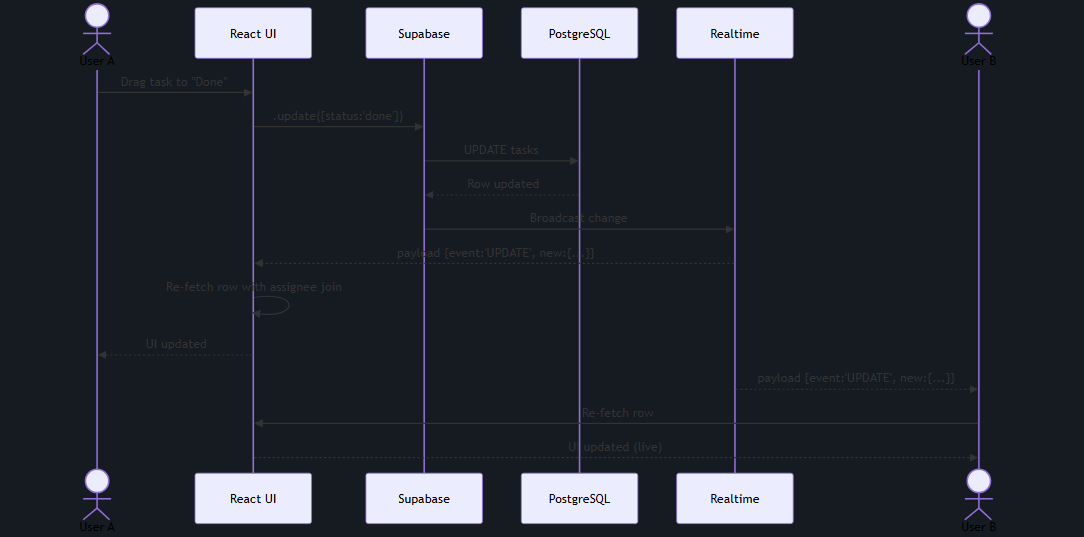 React UI
Supabase
PostgreSQL
Realtime
User A
User B
Drag task to "Done"
.update({status:'done'})
UPDATE tasks
Row updated
Broadcast change
payload {event:'UPDATE', new:{...}}
Re-fetch row with assignee join
UI updated
payload {event:'UPDATE', new:{...}}
Re-fetch row
UI updated (live)
React UI
Supabase
PostgreSQL
Realtime
User A
User B